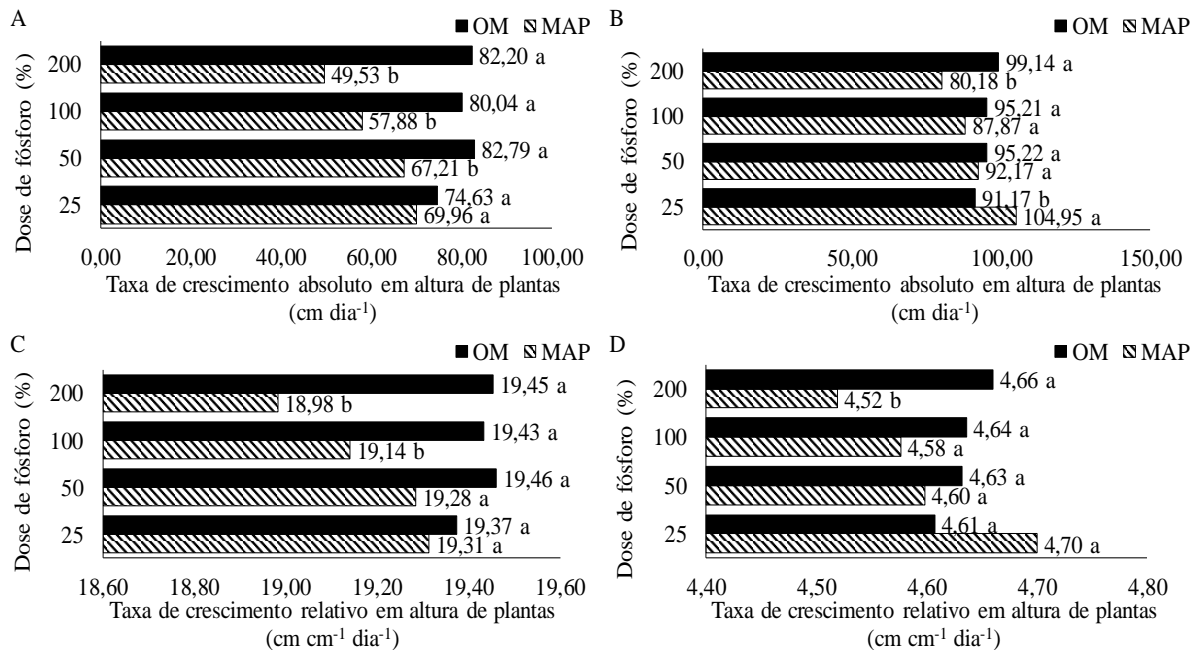 A
OM MAP
Dose de fósforo (%)
200
82,20 a
49,53 b
100
80,04 a
57,88 b
50
82,79 a
67,21 b
25
74,63 a
69,96 a
0,00 20,00 40,00 60,00 80,00 100,00
Taxa de crescimento absoluto em altura de plantas
(cm dia-1)
B
OM MAP
Dose de fósforo (%)
200
99,14 a
80,18 b
100
95,21 a
87,87 a
50
95,22 a
92,17 a
25
91,17 b
104,95 a
0,00 50,00 100,00 150,00
Taxa de crescimento absoluto em altura de plantas
(cm dia-1)
C
OM MAP
Dose de fósforo (%)
200
19,45 a
18,98 b
100
19,43 a
19,14 b
50
19,46 a
19,28 a
25
19,37 a
19,31 a
18,60 18,80 19,00 19,20 19,40 19,60
Taxa de crescimento relativo em altura de plantas
(cm cm-1 dia-1)
D
OM MAP
Dose de fósforo (%)
200
4,66 a
4,52 b
100
4,64 a
4,58 a
50
4,63 a
4,60 a
25
4,61 a
4,70 a
4,40 4,50 4,60 4,70 4,80
Taxa de crescimento relativo em altura de plantas
(cm cm-1 dia-1)